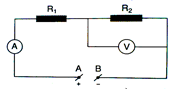 R₁ R₂
A V
A B
+ −